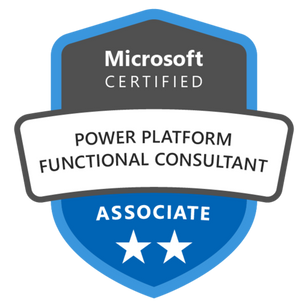 Microsoft
CERTIFIED
POWER PLATFORM
FUNCTIONAL CONSULTANT
ASSOCIATE